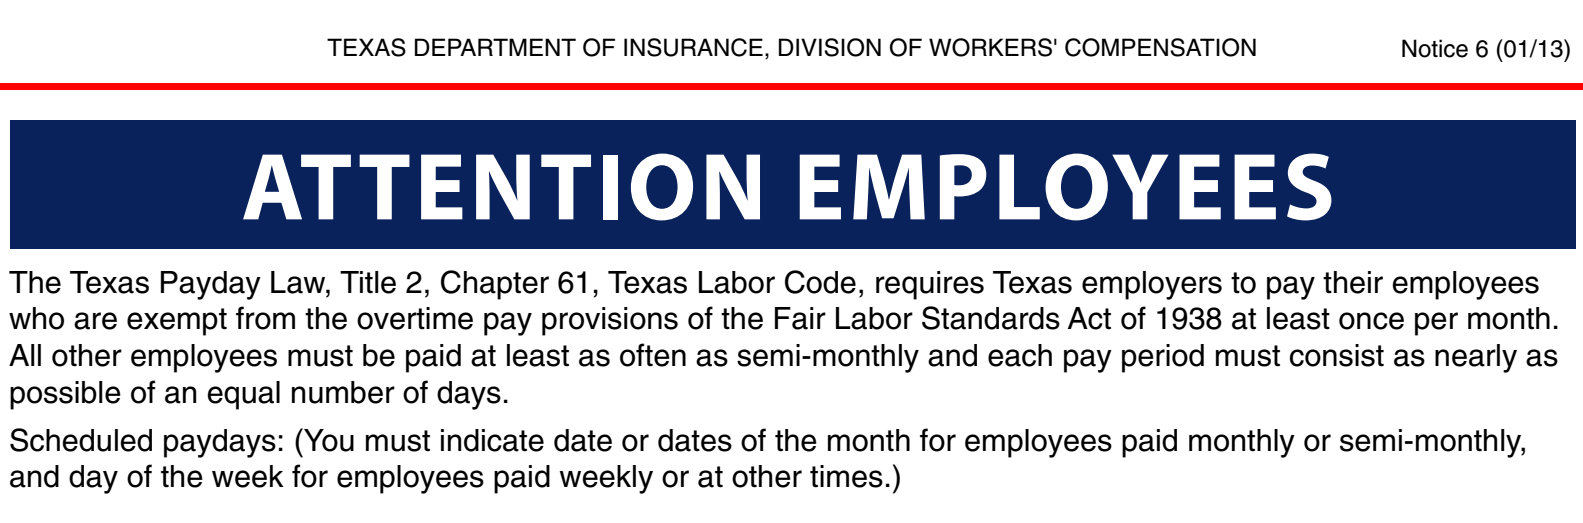 TEXAS DEPARTMENT OF INSURANCE, DIVISION OF WORKERS' COMPENSATION Notice 6 (01/13)
ATTENTION EMPLOYEES
The Texas Payday Law, Title 2, Chapter 61, Texas Labor Code, requires Texas employers to pay their employees
who are exempt from the overtime pay provisions of the Fair Labor Standards Act of 1938 at least once per month.
All other employees must be paid at least as often as semi-monthly and each pay period must consist as nearly as
possible of an equal number of days.
Scheduled paydays: (You must indicate date or dates of the month for employees paid monthly or semi-monthly,
and day of the week for employees paid weekly or at other times.)